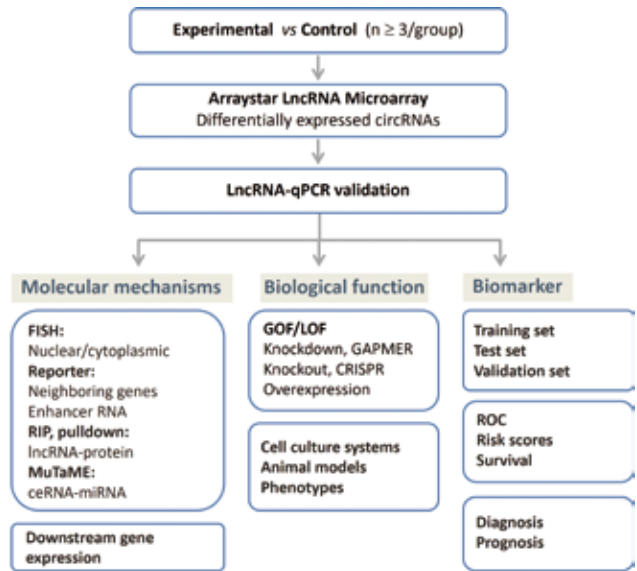 Experimental vs Control (n ≥ 3/group)
Arraystar LncRNA Microarray
Differentially expressed circRNAs
LncRNA-qPCR validation
Molecular mechanisms
FISH:
Nuclear/cytoplasmic
Reporter:
Neighboring genes
Enhancer RNA
RIP, pulldown:
lncRNA-protein
MuTaME:
ceRNA-miRNA
Downstream gene
expression
Biological function
GOF/LOF
Knockdown, GAPMER
Knockout, CRISPR
Overexpression
Cell culture systems
Animal models
Phenotypes
Biomarker
Training set
Test set
Validation set
ROC
Risk scores
Survival
Diagnosis
Prognosis